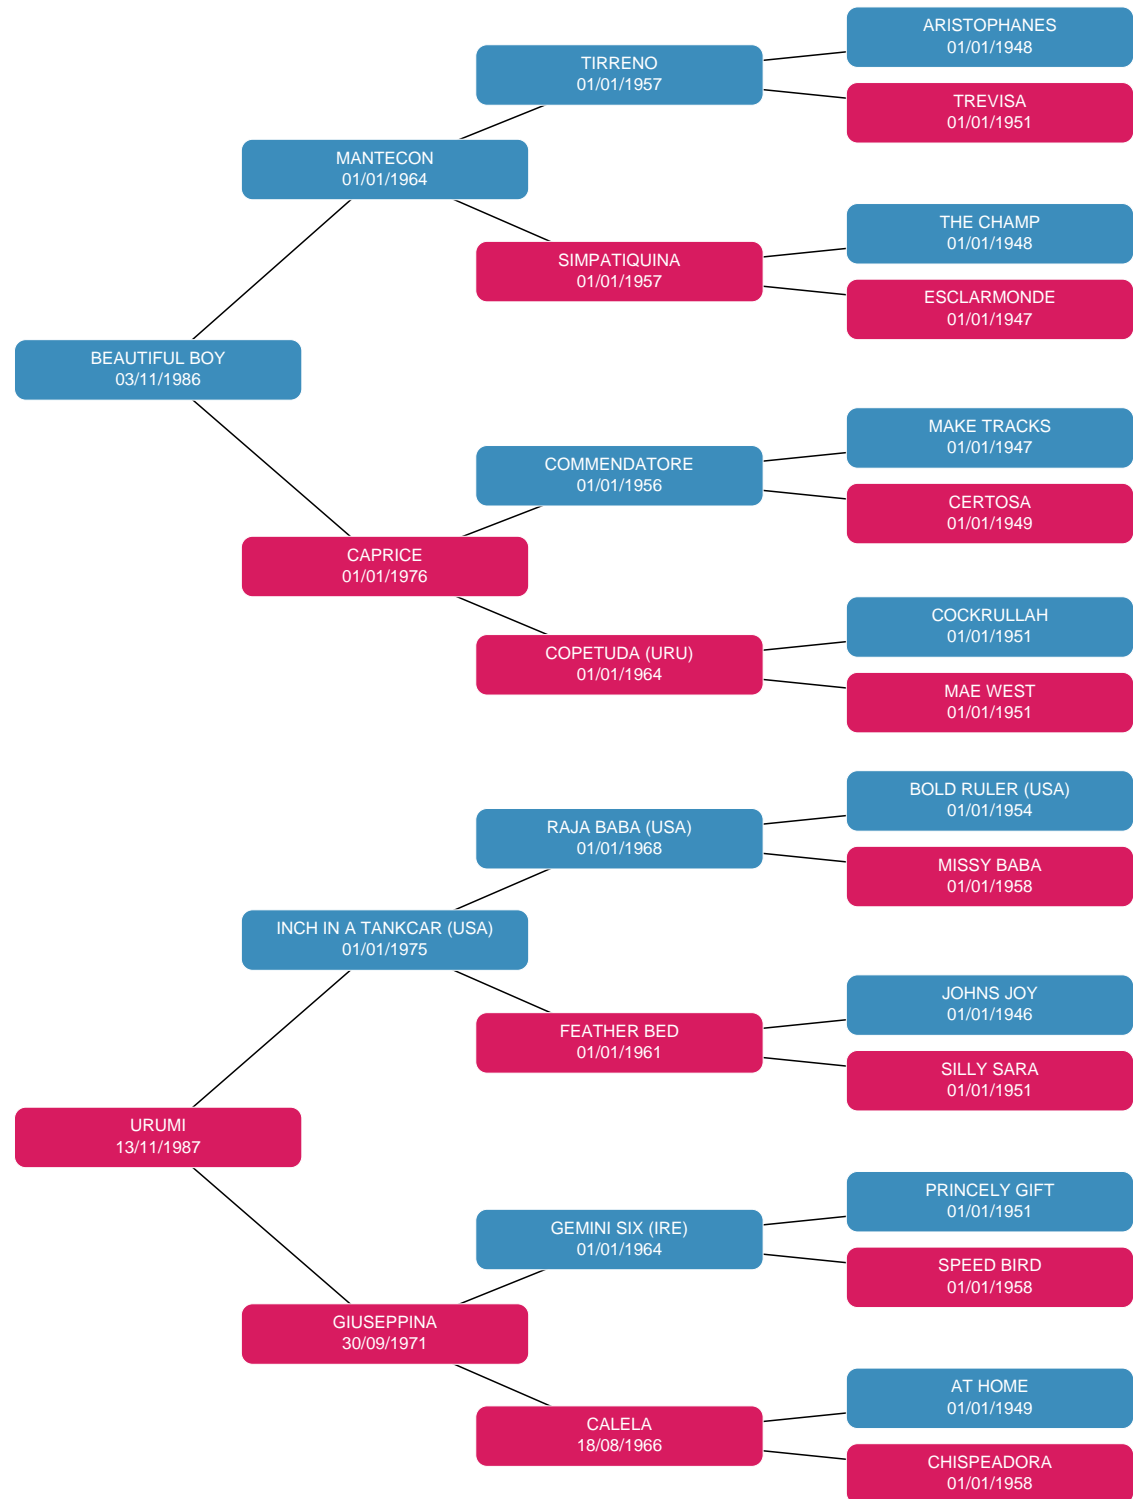 ARISTOPHANES
01/01/1948
TIRRENO
01/01/1957
TREVISA
01/01/1951
MANTECON
01/01/1964
THE CHAMP
01/01/1948
SIMPATIQUINA
01/01/1957
ESCLARMONDE
01/01/1947
BEAUTIFUL BOY
03/11/1986
MAKE TRACKS
01/01/1947
COMMENDATORE
01/01/1956
CERTOSA
01/01/1949
CAPRICE
01/01/1976
COCKRULLAH
01/01/1951
COPETUDA (URU)
01/01/1964
MAE WEST
01/01/1951
BOLD RULER (USA)
01/01/1954
RAJA BABA (USA)
01/01/1968
MISSY BABA
01/01/1958
INCH IN A TANKCAR (USA)
01/01/1975
JOHNS JOY
01/01/1946
FEATHER BED
01/01/1961
SILLY SARA
01/01/1951
URUMI
13/11/1987
PRINCELY GIFT
01/01/1951
GEMINI SIX (IRE)
01/01/1964
SPEED BIRD
01/01/1958
GIUSEPPINA
30/09/1971
AT HOME
01/01/1949
CALELA
18/08/1966
CHISPEADORA
01/01/1958